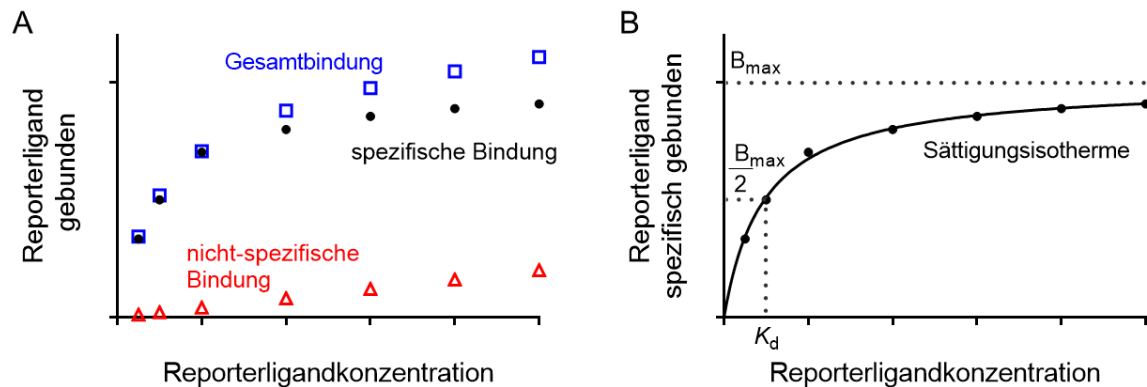 A
Reporterligand
gebunden
Gesamtbindung
spezifische Bindung
nicht-spezifische
Bindung
Reporterligandkonzentration
B
Reporterligand
spezifisch gebunden
Bmax
Bmax
2
Sättigungsisotherme
Kd
Reporterligandkonzentration